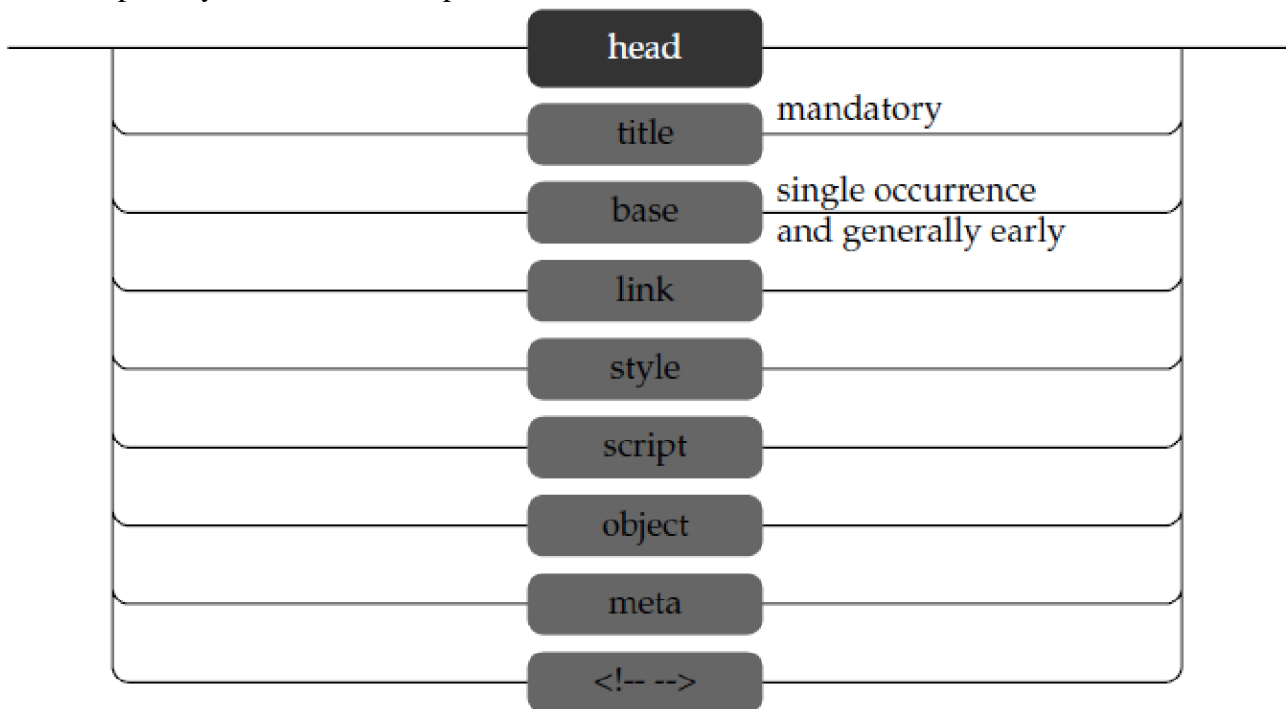 head
title
mandatory
base
single occurrence
and generally early
link
style
script
object
meta
<!-- -->